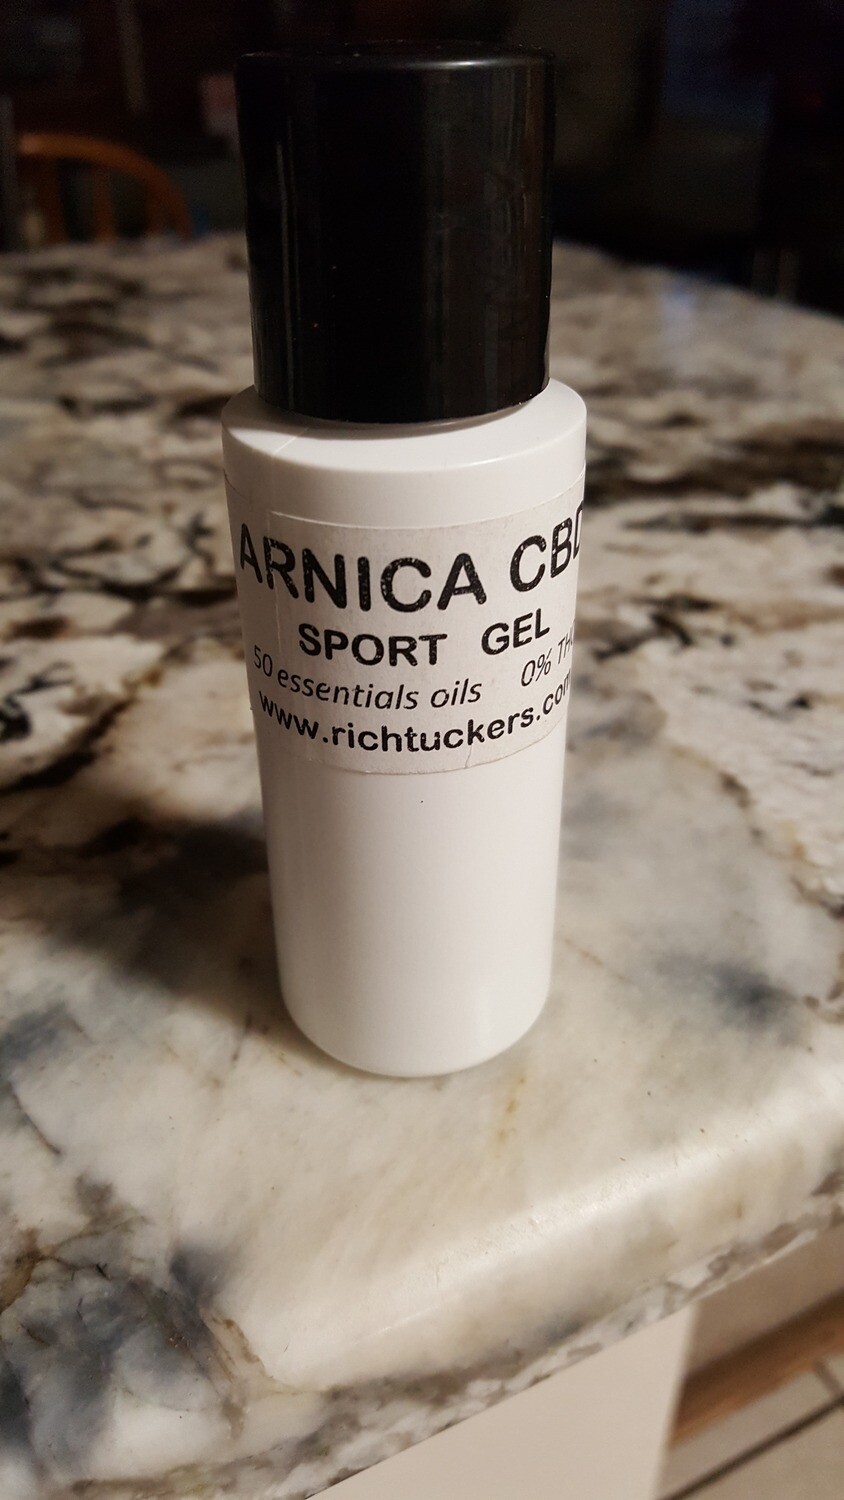 ARNICA CBD
SPORT GEL
50 essentials oils 0% THC
www.richtuckers.com